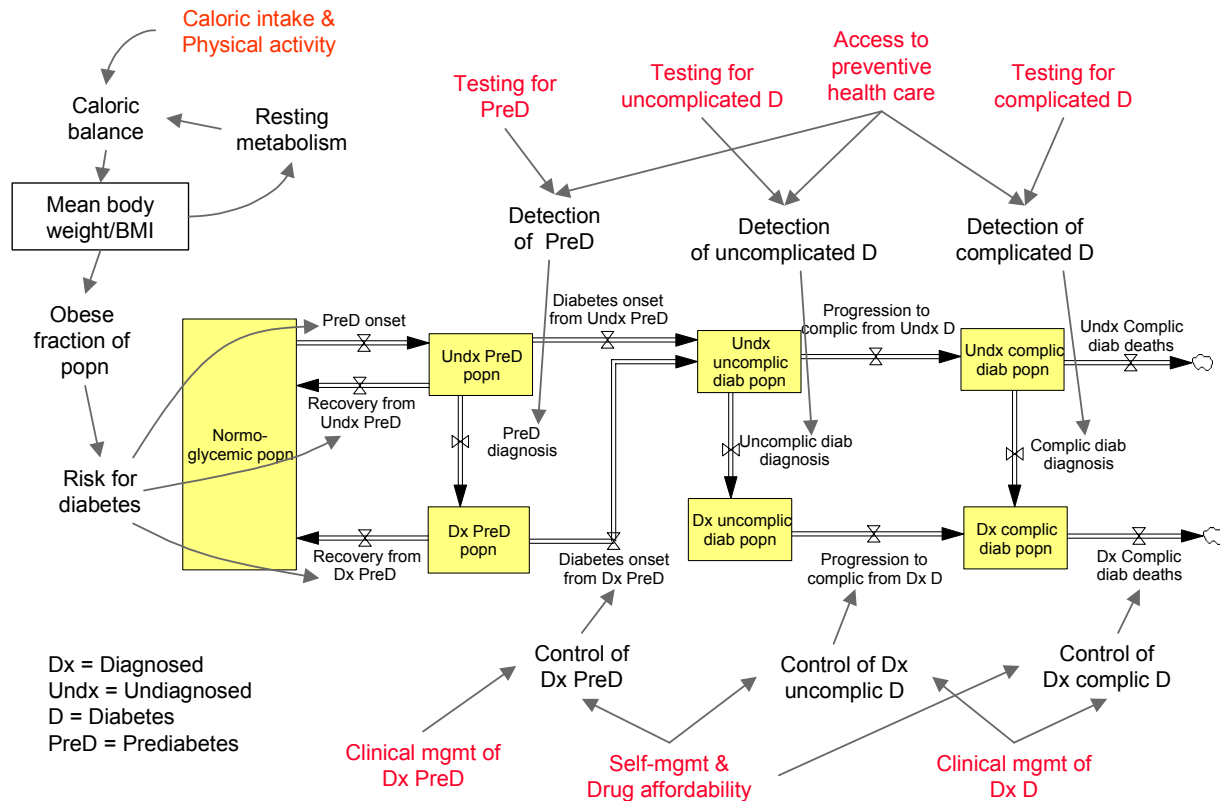 Caloric intake &
Physical activity
Access to
preventive
health care
Testing for
PreD
Testing for
uncomplicated D
Testing for
complicated D
Caloric
balance
Resting
metabolism
Mean body
weight/BMI
Detection
of PreD
Detection
of uncomplicated D
Detection of
complicated D
Obese
fraction of
popn
PreD onset
Diabetes onset
from Undx PreD
Progression to
complic from Undx D
Undx Complic
diab deaths
Undx PreD
popn
Undx
uncomplic
diab popn
Undx complic
diab popn
Recovery from
Undx PreD
Normo-
glycemic popn
PreD
diagnosis
Uncomplic diab
diagnosis
Complic diab
diagnosis
Risk for
diabetes
Dx PreD
popn
Dx uncomplic
diab popn
Dx complic
diab popn
Recovery from
Dx PreD
Diabetes onset
from Dx PreD
Progression to
complic from Dx D
Dx Complic
diab deaths
Dx = Diagnosed
Undx = Undiagnosed
D = Diabetes
PreD = Prediabetes
Control of
Dx PreD
Control of Dx
uncomplic D
Control of
Dx complic D
Clinical mgmt of
Dx PreD
Self-mgmt &
Drug affordability
Clinical mgmt of
Dx D